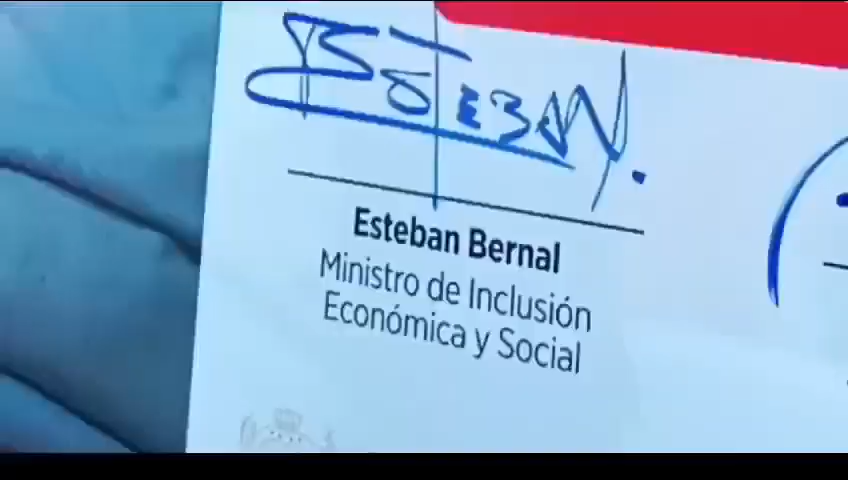 ESTEBAN.
Esteban Bernal
Ministro de Inclusión
Económica y Social